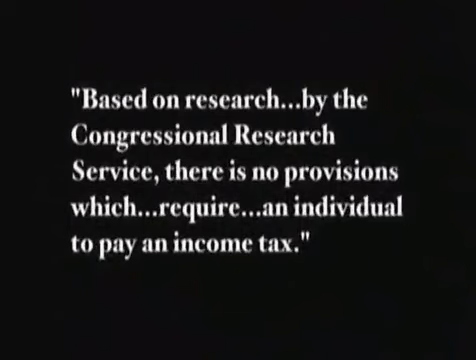 "Based on research...by the
Congressional Research
Service, there is no provisions
which...require...an individual
to pay an income tax."